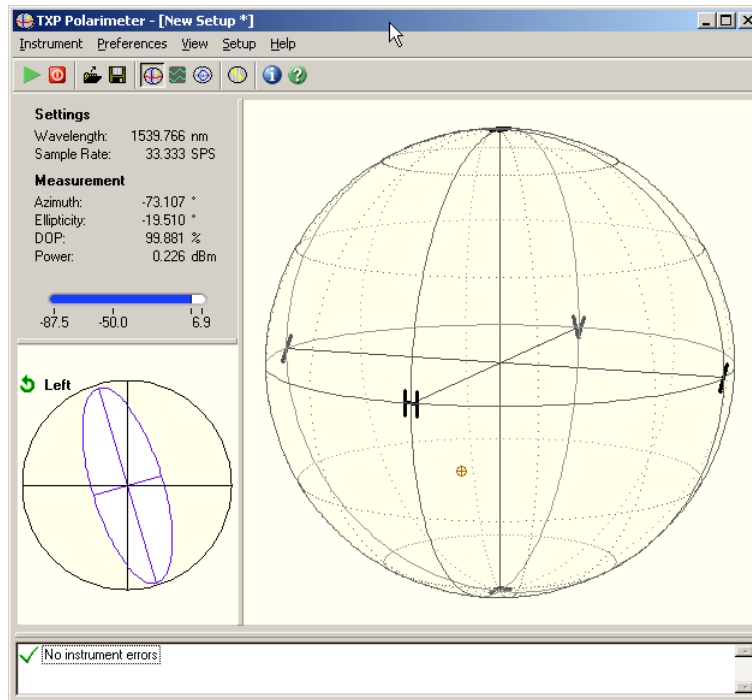 TXP Polarimeter - [New Setup *]
Instrument Preferences View Setup Help
Settings
Wavelength: 1539.766 nm
Sample Rate: 33.333 SPS
Measurement
Azimuth: -73.107 °
Ellipticity: -19.510 °
DOP: 99.881 %
Power: 0.226 dBm
-87.5 -50.0 6.9
Left
V
H
No instrument errors